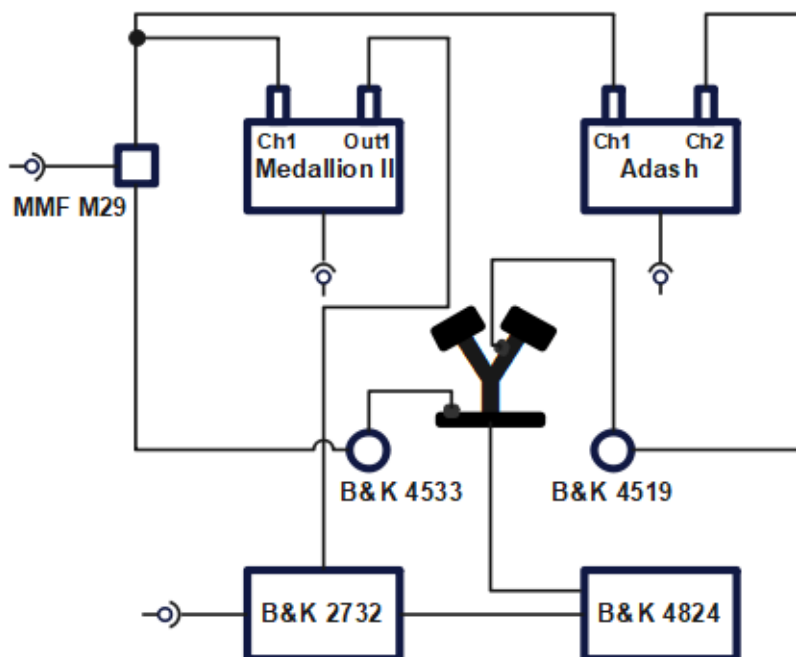 Ch1 Out1
Medallion II
Ch1 Ch2
Adash
MMF M29
B&K 4533
B&K 4519
B&K 2732
B&K 4824